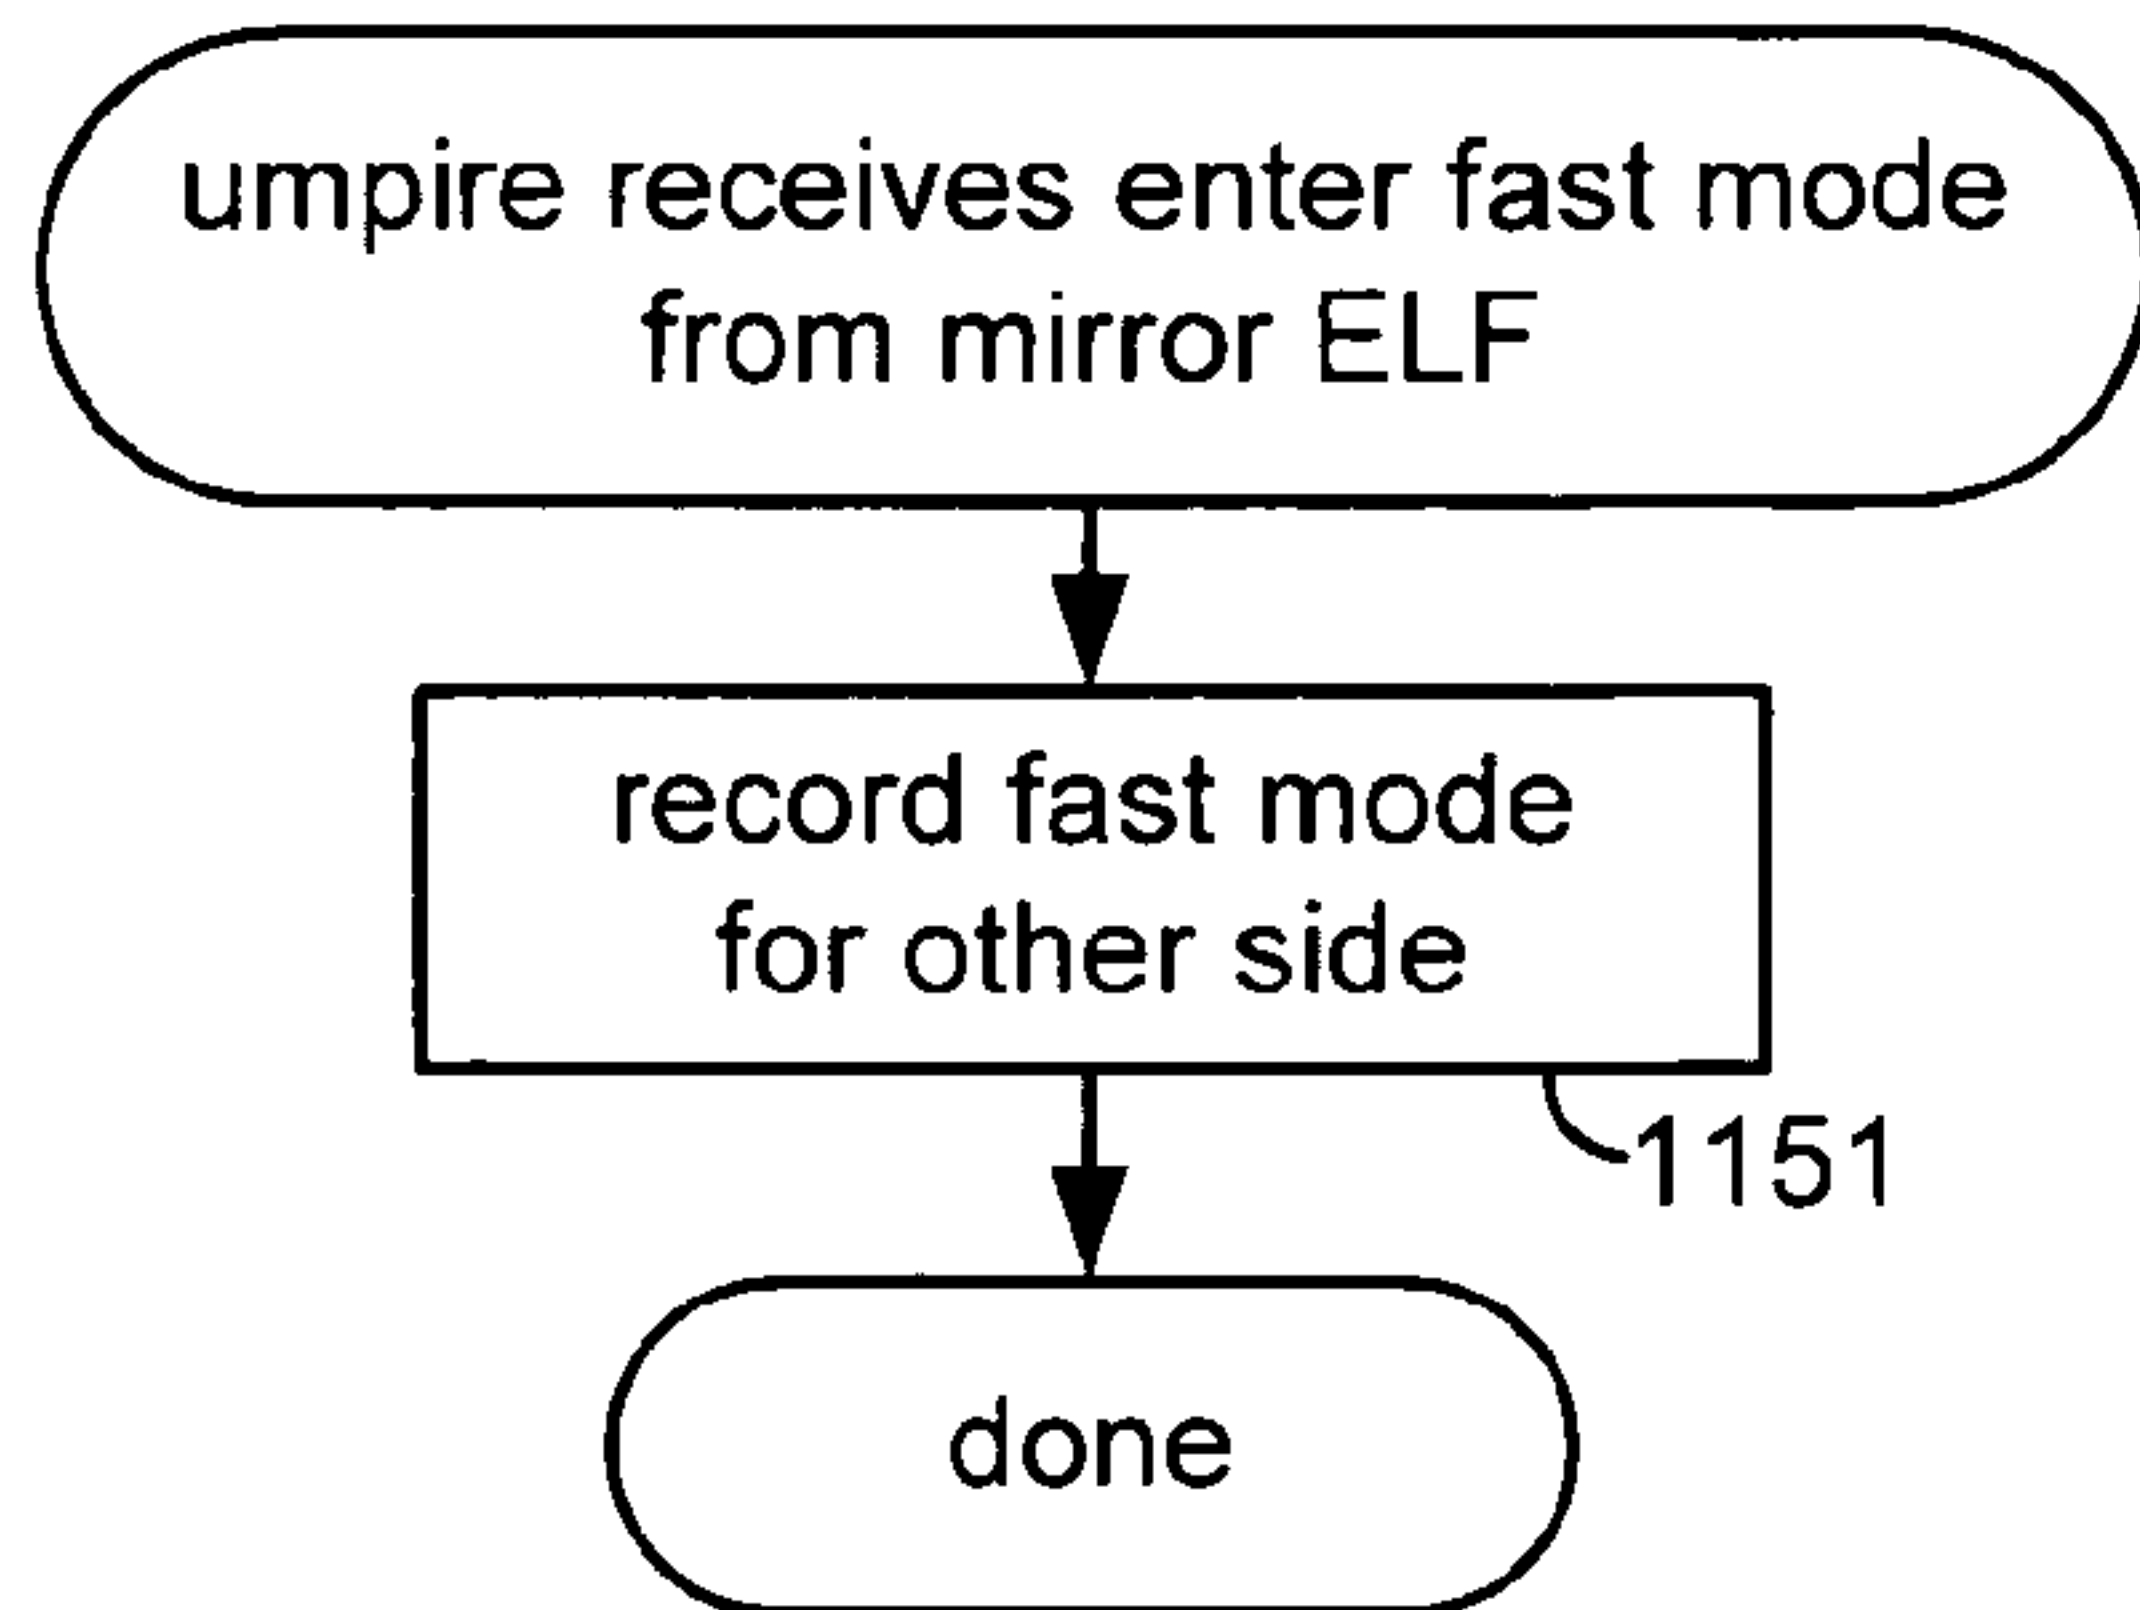 umpire receives enter fast mode
from mirror ELF
record fast mode
for other side
1151
done